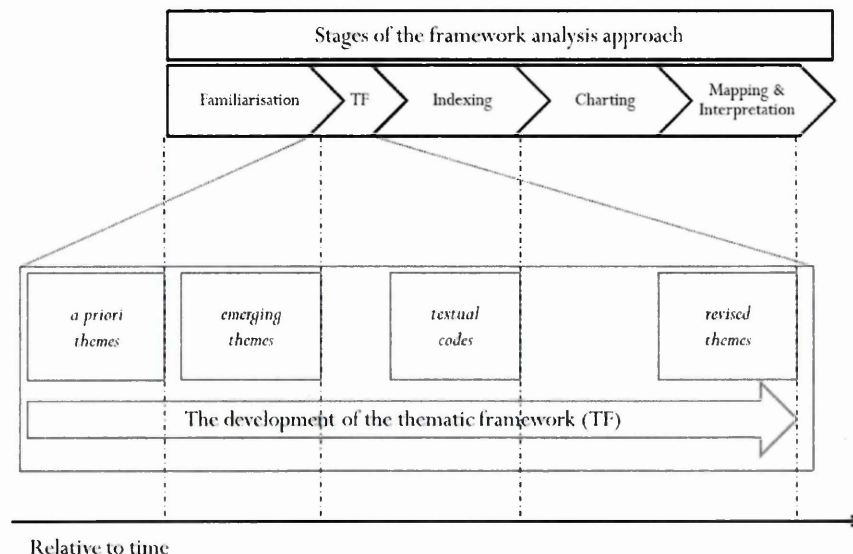 Stages of the framework analysis approach
Familiarisation
TF
Indexing
Charting
Mapping &
Interpretation
a priori
themes
emerging
themes
textual
codes
revised
themes
The development of the thematic framework (TF)
Relative to time